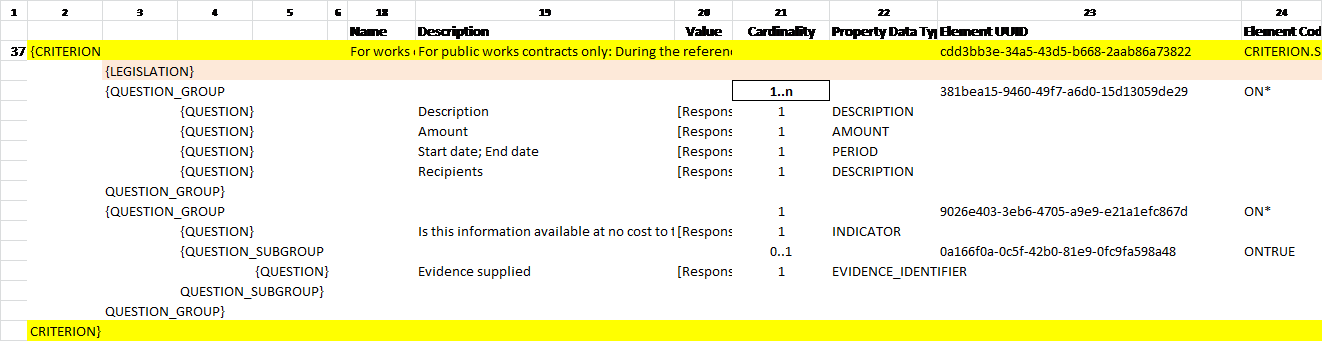 1 2 3 4 5 6 18 19 20 21 22 23 24
Name Description Value Cardinality Property Data Typ Element UUID Element Cod
37 {CRITERION For works For public works contracts only: During the referenc cdd3bb3e-34a5-43d5-b668-2aab86a73822 CRITERION.S
{LEGISLATION}
{QUESTION_GROUP 1..n 381bea15-9460-49f7-a6d0-15d13059de29 ON*
{QUESTION} Description [Respons 1 DESCRIPTION
{QUESTION} Amount [Respons 1 AMOUNT
{QUESTION} Start date; End date [Respons 1 PERIOD
{QUESTION} Recipients [Respons 1 DESCRIPTION
QUESTION_GROUP}
{QUESTION_GROUP 1 9026e403-3eb6-4705-a9e9-e21a1efc867d ON*
{QUESTION} Is this information available at no cost to t [Respons 1 INDICATOR
{QUESTION_SUBGROUP 0..1 0a166f0a-0c5f-42b0-81e9-0fc9fa598a48 ONTRUE
{QUESTION} Evidence supplied [Respons 1 EVIDENCE_IDENTIFIER
QUESTION_SUBGROUP}
QUESTION_GROUP}
CRITERION}